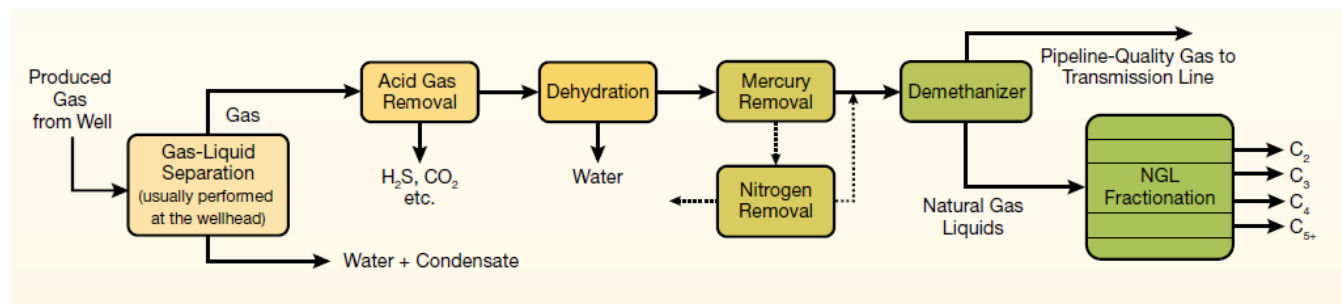 Produced
Gas
from Well
Gas
Gas-Liquid
Separation
(usually performed
at the wellhead)
Water + Condensate
Acid Gas
Removal
H₂S, CO₂
etc.
Dehydration
Water
Mercury
Removal
Nitrogen
Removal
Demethanizer
Pipeline-Quality Gas to
Transmission Line
Natural Gas
Liquids
NGL
Fractionation
C₂
C₃
C₄
C₅₊